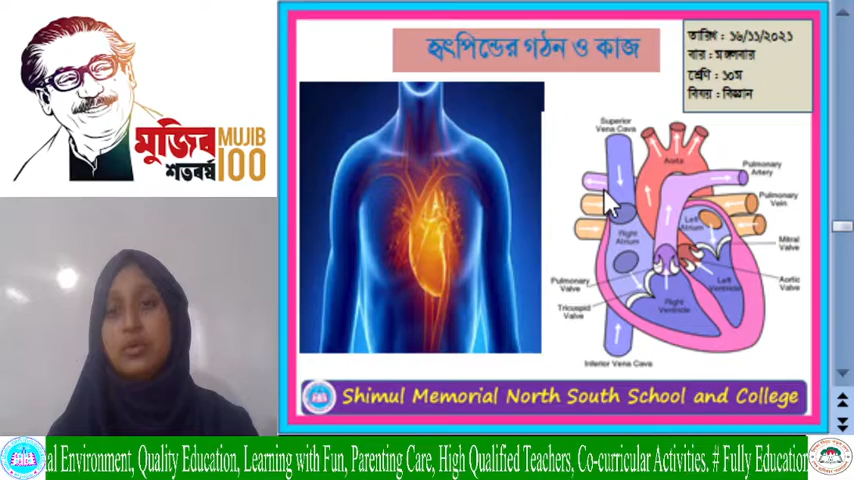 মুজিব MUJIB
শতবর্ষ 100
হৃৎপিন্ডের গঠন ও কাজ
তারিখ : ১৬/১১/২০২১
বার : মঙ্গলবার
শ্রেণি : ১০ম
বিষয় : বিজ্ঞান
Superior
Vena Cava
Aorta
Pulmonary
Artery
Pulmonary
Vein
Left
Atrium
Right
Atrium
Mitral
Valve
Pulmonary
Valve
Aortic
Valve
Left
Ventricle
Tricuspid
Valve
Right
Ventricle
Inferior Vena Cava
Shimul Memorial North South School and College
al Environment, Quality Education, Learning with Fun, Parenting Care, High Qualified Teachers, Co-curricular Activities. # Fully Education